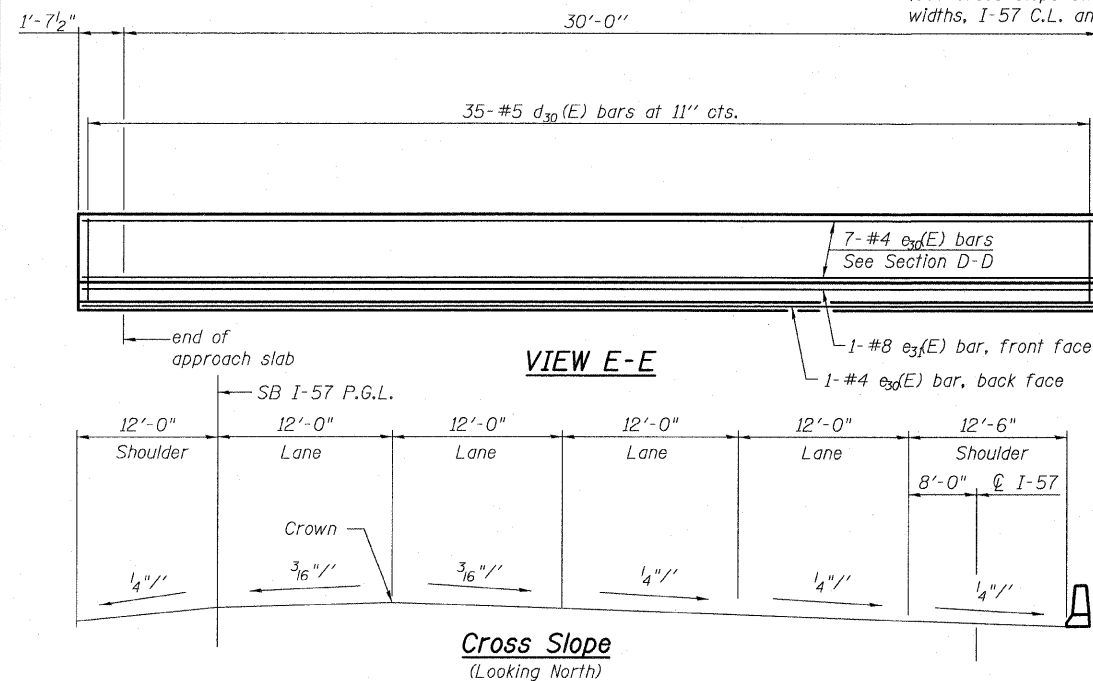 widths, I-57 C.L. an
1'-7½"
30'-0"
35-#5 d30(E) bars at 11" cts.
7-#4 e30(E) bars
See Section D-D
end of
approach slab
VIEW E-E
1-#8 e31(E) bar, front face
1-#4 e30(E) bar, back face
SB I-57 P.G.L.
12'-0"
12'-0"
12'-0"
12'-0"
12'-0"
12'-6"
Shoulder
Lane
Lane
Lane
Lane
Shoulder
8'-0"
℄ I-57
Crown
¼"/'
3/16"/'
3/16"/'
¼"/'
¼"/'
¼"/'
Cross Slope
(Looking North)